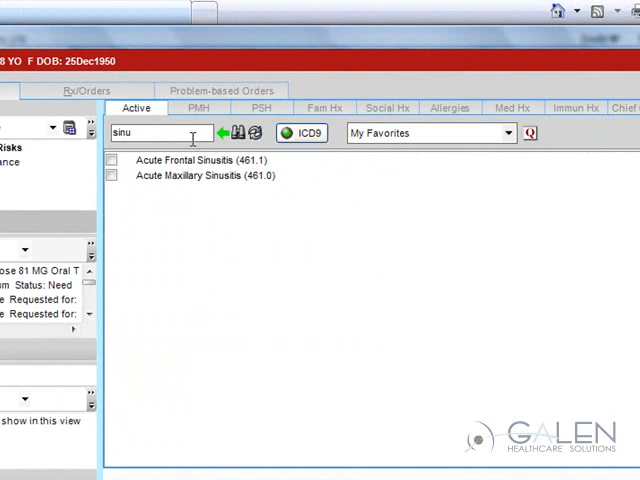 8 YO F DOB: 25Dec1950
Rx/Orders Problem-based Orders
Active PMH PSH Fam Hx Social Hx Allergies Med Hx Immun Hx Chief
sinu ICD9 My Favorites Q
Risks
ance
Acute Frontal Sinusitis (461.1)
Acute Maxillary Sinusitis (461.0)
ose 81 MG Oral T
um Status: Need
e Requested for:
e Requested for:
show in this view
GALEN
HEALTHCARE SOLUTIONS